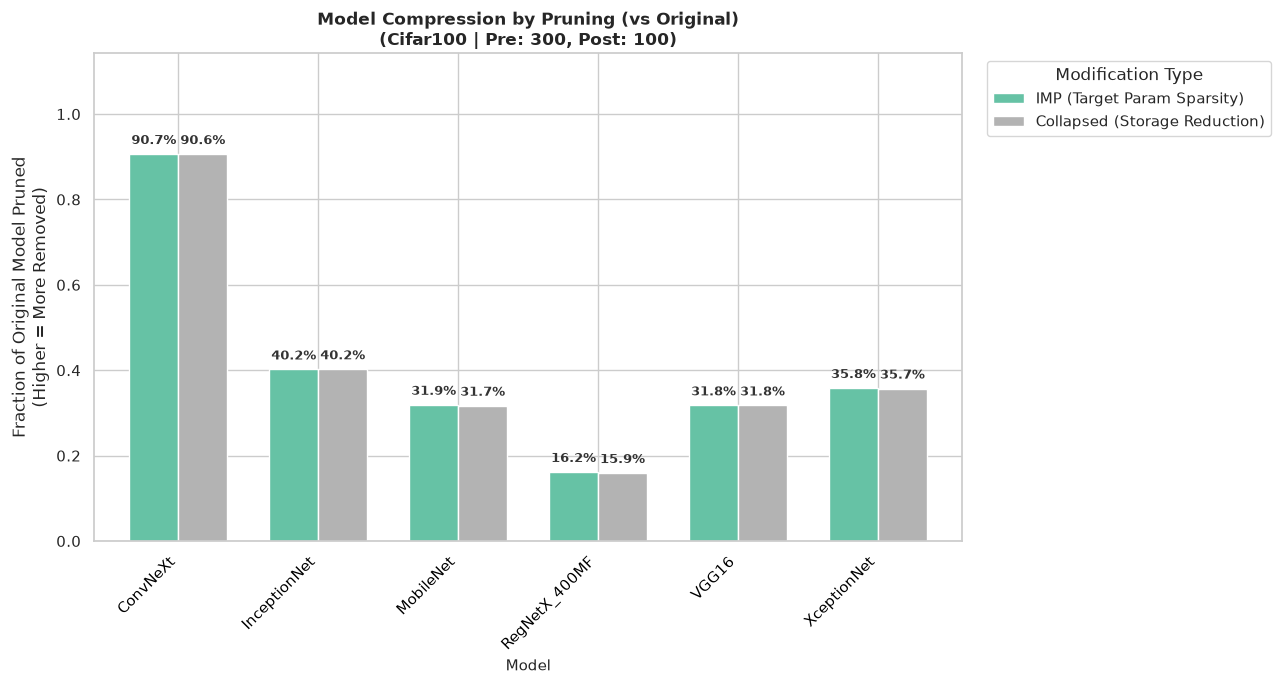 Model Compression by Pruning (vs Original)
(Cifar100 | Pre: 300, Post: 100)
Fraction of Original Model Pruned
(Higher = More Removed)
1.0
0.8
0.6
0.4
0.2
0.0
90.7% 90.6%
40.2% 40.2%
31.9% 31.7%
16.2% 15.9%
31.8% 31.8%
35.8% 35.7%
ConvNeXt
InceptionNet
MobileNet
RegNetX_400MF
VGG16
XceptionNet
Model
Modification Type
IMP (Target Param Sparsity)
Collapsed (Storage Reduction)